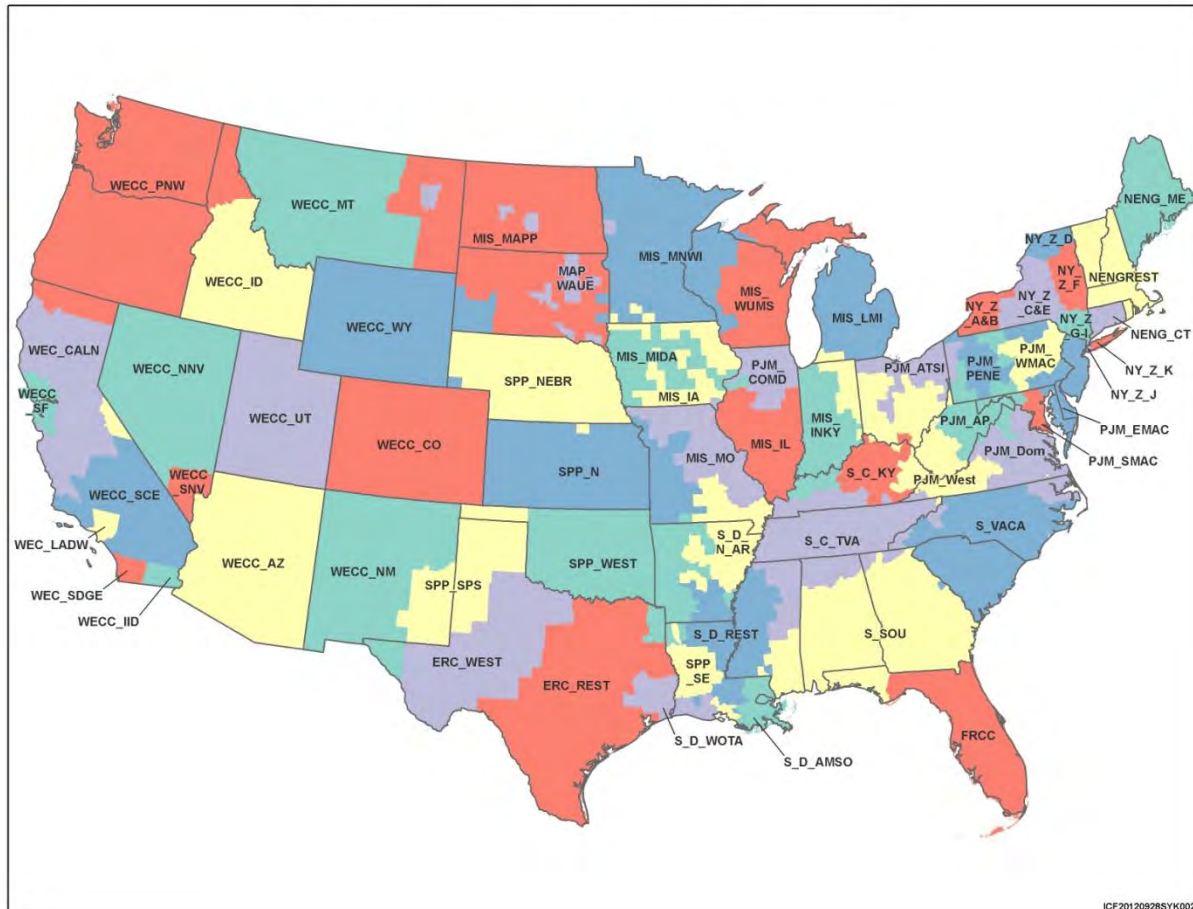 WECC_PNW
WECC_MT
MIS_MAPP
MAP_
WAUE
MIS_MNWI
MIS_
WUMS
MIS_LMI
NENG_ME
NY_Z_D
NENGREST
NY_
Z_F
NY_Z
_C&E
NY_Z
_A&B
NY_Z
_G-I
NENG_CT
NY_Z_K
NY_Z_J
WECC_ID
WECC_WY
WEC_CALN
WECC_NNV
WECC
_SF
WECC_UT
WECC_CO
SPP_NEBR
MIS_MIDA
MIS_IA
PJM_
COMD
PJM_ATSI
PJM_
PENE
PJM_
WMAC
PJM_EMAC
PJM_SMAC
PJM_AP
PJM_Dom
PJM_West
MIS_
INKY
MIS_IL
MIS_MO
S_C_KY
SPP_N
WECC
_SNV
WECC_SCE
WEC_LADW
WEC_SDGE
WECC_IID
WECC_AZ
WECC_NM
SPP_SPS
SPP_WEST
S_D_
N_AR
S_C_TVA
S_VACA
S_D_REST
S_SOU
SPP
_SE
ERC_WEST
ERC_REST
S_D_WOTA
S_D_AMSO
FRCC
ICF20120928SYK002